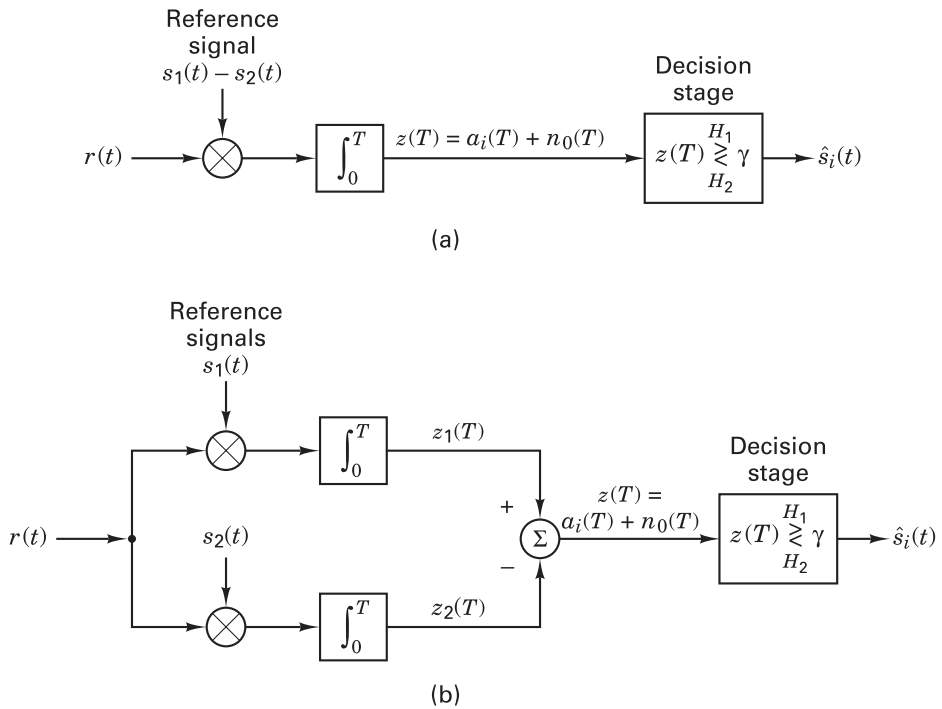 Reference
signal
s₁(t) – s₂(t)
Decision
stage
r(t)
∫₀ᵀ
z(T) = aᵢ(T) + n₀(T)
H₁
z(T) ≷ γ
H₂
ŝᵢ(t)
(a)
Reference
signals
s₁(t)
∫₀ᵀ
z₁(T)
Decision
stage
r(t)
s₂(t)
+
–
Σ
z(T) =
aᵢ(T) + n₀(T)
H₁
z(T) ≷ γ
H₂
ŝᵢ(t)
∫₀ᵀ
z₂(T)
(b)